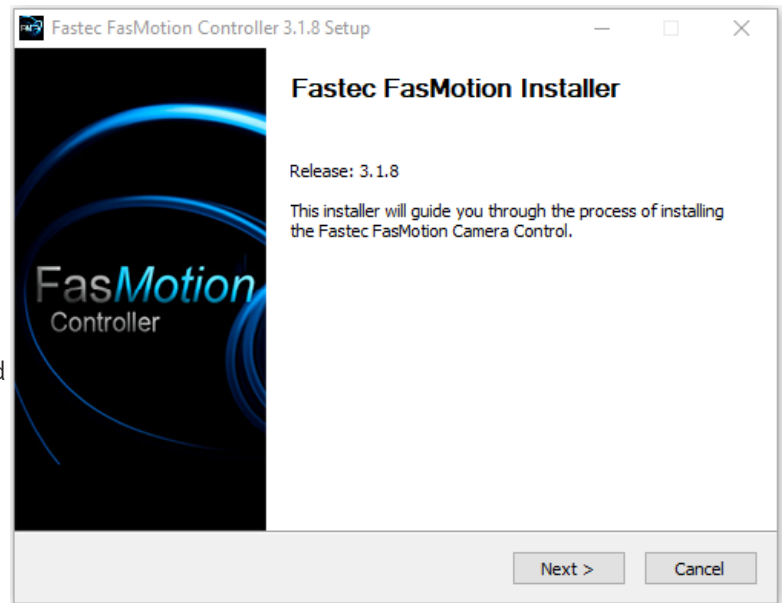 Fastec FasMotion Controller 3.1.8 Setup
Fastec FasMotion Installer
Release: 3.1.8
This installer will guide you through the process of installing
the Fastec FasMotion Camera Control.
FasMotion
Controller
Next >
Cancel